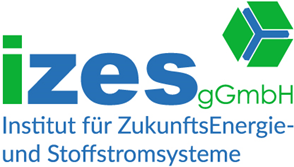 izes gGmbH
Institut für ZukunftsEnergie-
und Stoffstromsysteme